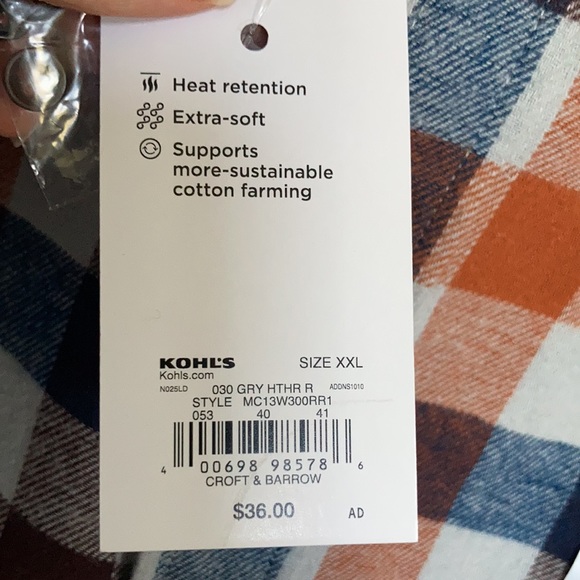 Heat retention
Extra-soft
Supports
more-sustainable
cotton farming
KOHL'S SIZE XXL
Kohls.com
N025LD 030 GRY HTHR R ADDNS1010
STYLE MC13W300RR1
053 40 41
4 00698 98578 6
CROFT & BARROW
$36.00 AD